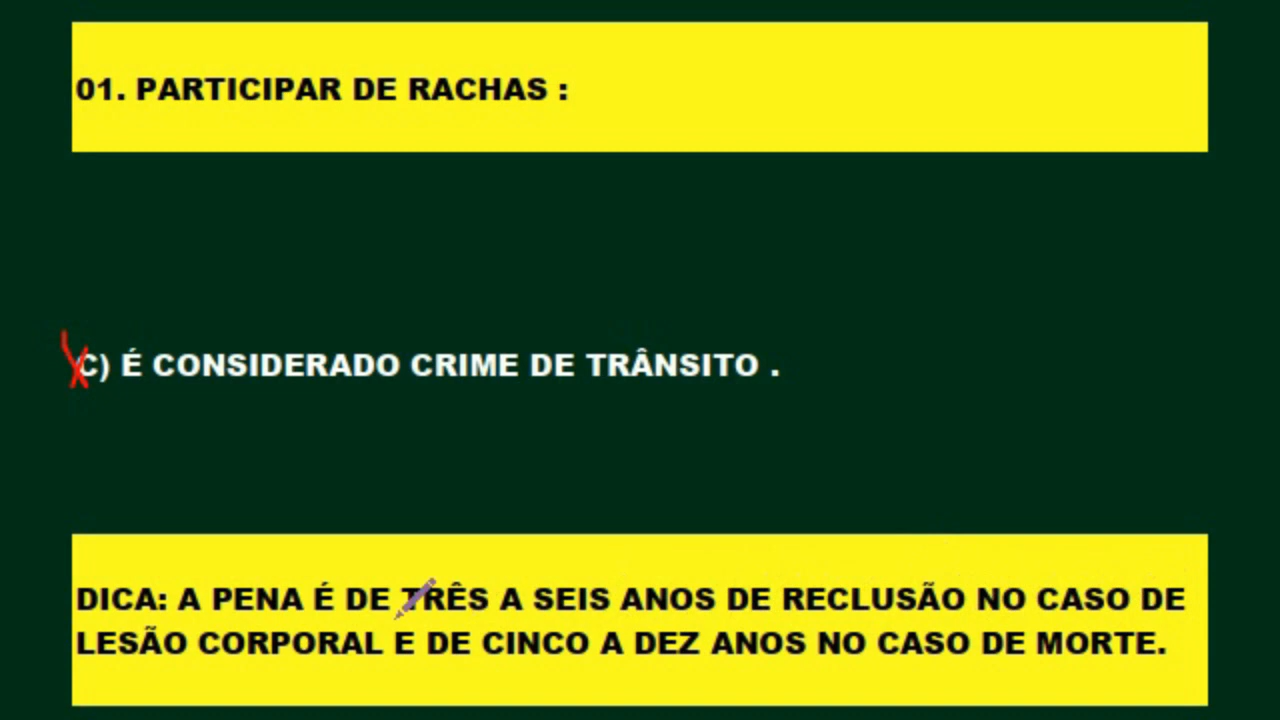 01. PARTICIPAR DE RACHAS :
C) É CONSIDERADO CRIME DE TRÂNSITO .
DICA: A PENA É DE TRÊS A SEIS ANOS DE RECLUSÃO NO CASO DE
LESÃO CORPORAL E DE CINCO A DEZ ANOS NO CASO DE MORTE.